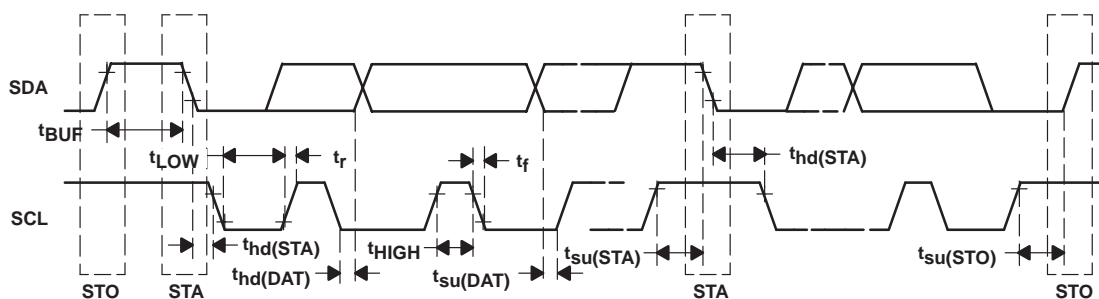 SDA
tBUF
tLOW
tr
tf
thd(STA)
SCL
thd(STA)
tHIGH
tsu(STA)
tsu(STO)
thd(DAT)
tsu(DAT)
STO
STA
STA
STO